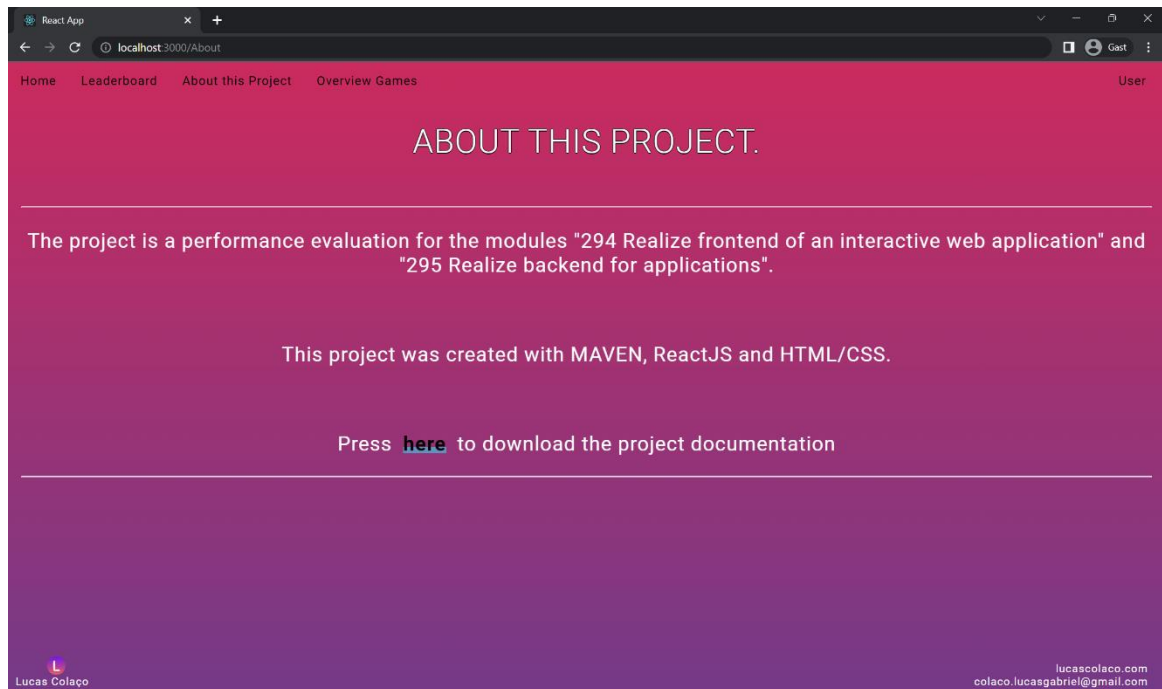 React App
localhost:3000/About
Gast
Home Leaderboard About this Project Overview Games User
ABOUT THIS PROJECT.
The project is a performance evaluation for the modules "294 Realize frontend of an interactive web application" and
"295 Realize backend for applications".
This project was created with MAVEN, ReactJS and HTML/CSS.
Press here to download the project documentation
L
Lucas Colaço
lucascolaco.com
colaco.lucasgabriel@gmail.com